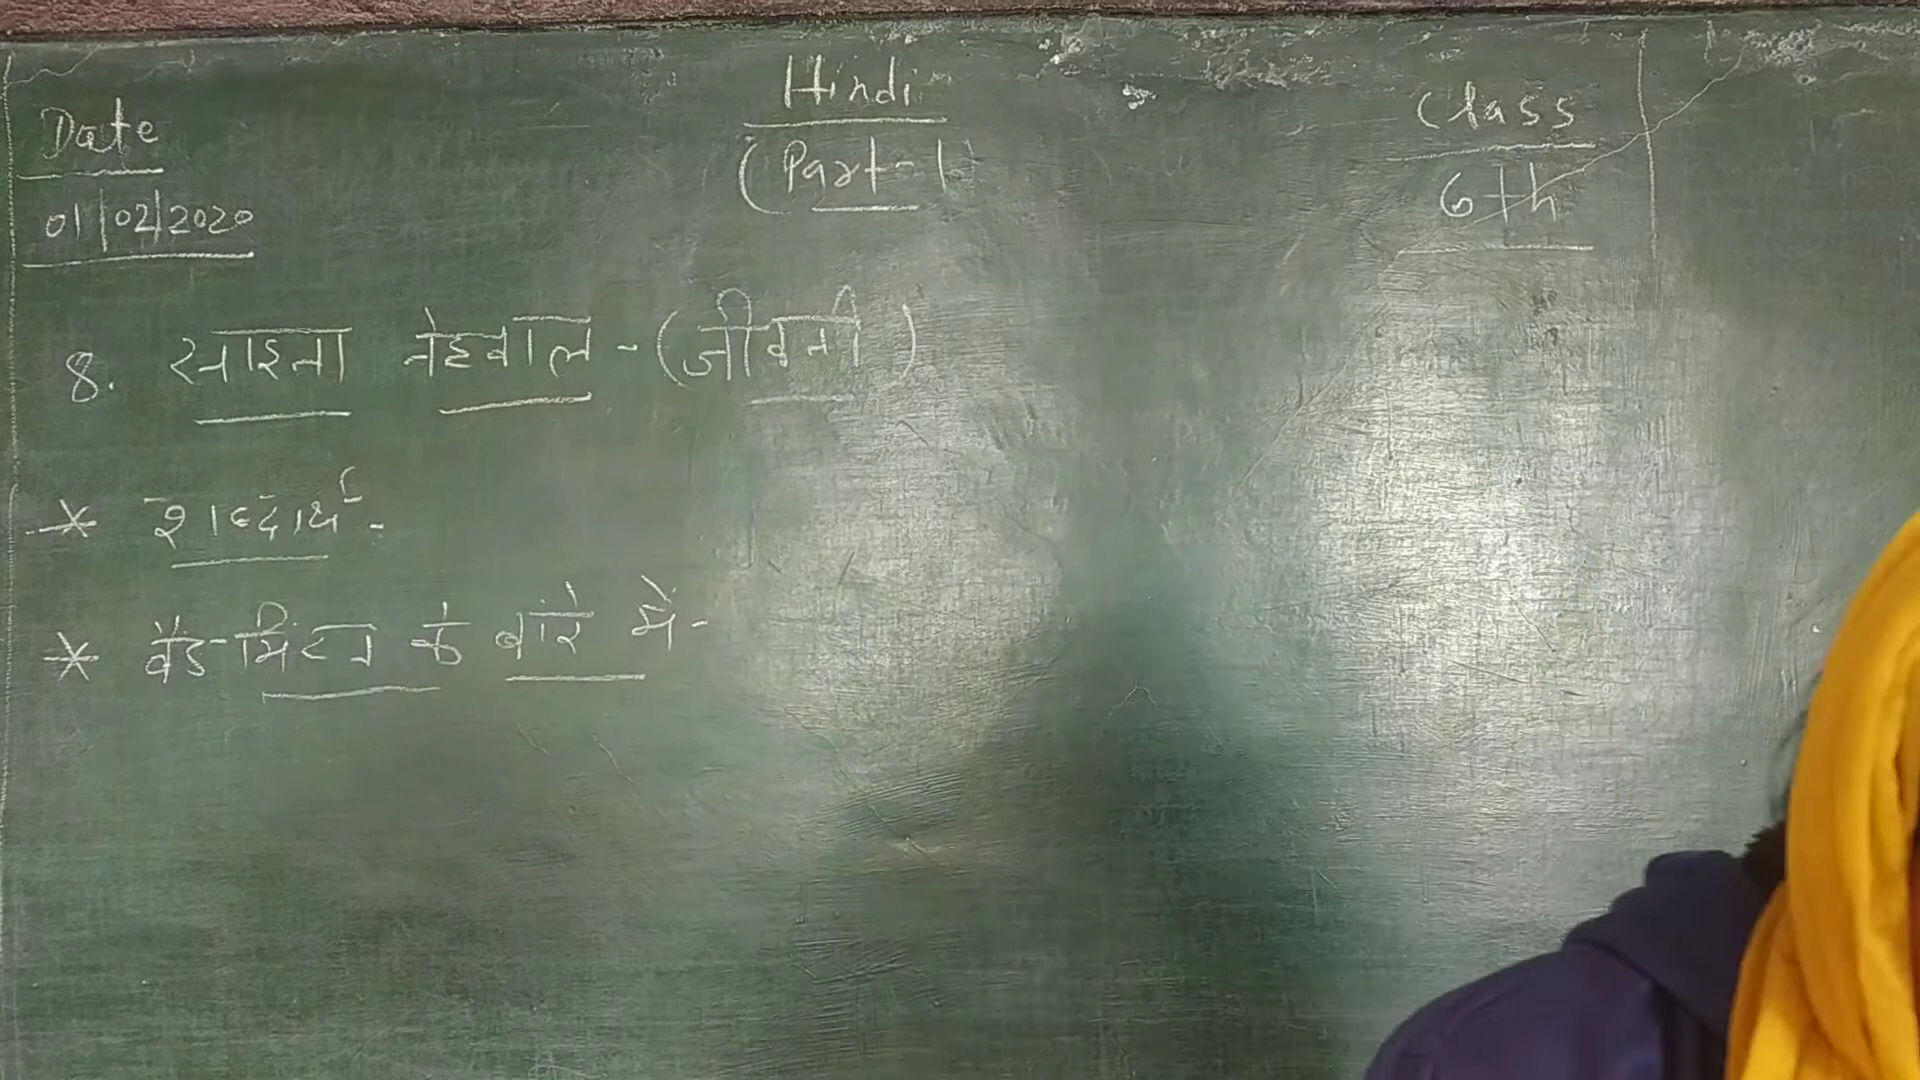 Date
01/02/2020
Hindi
(Part-1)
Class
6th
8. साइना नेहवाल - (जीवनी)
* शब्दार्थ -
* बैडमिंटन के बारे में -